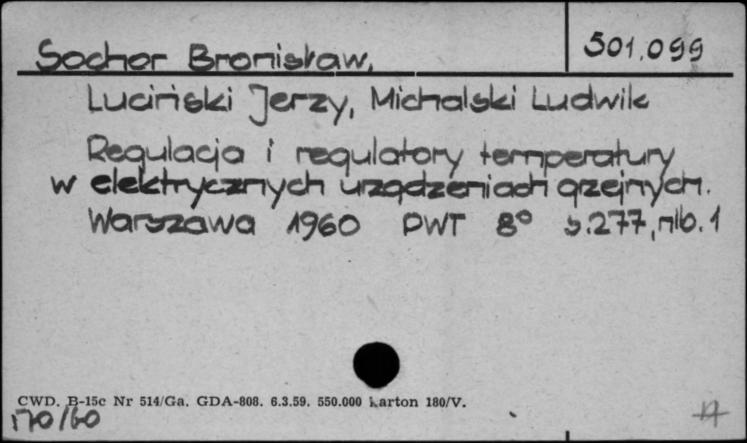 Sochor Bronisław, 501.099
Luciński Jerzy, Michalski Ludwik
Regulacja i regulatory temperatury
w elektrycznych urządzeniach grzejnych.
Warszawa 1960 PWT 8° s.277, nlb.1
CWD. B-15c Nr 514/Ga. GDA-808. 6.3.59. 550.000 karton 180/V.
170/60